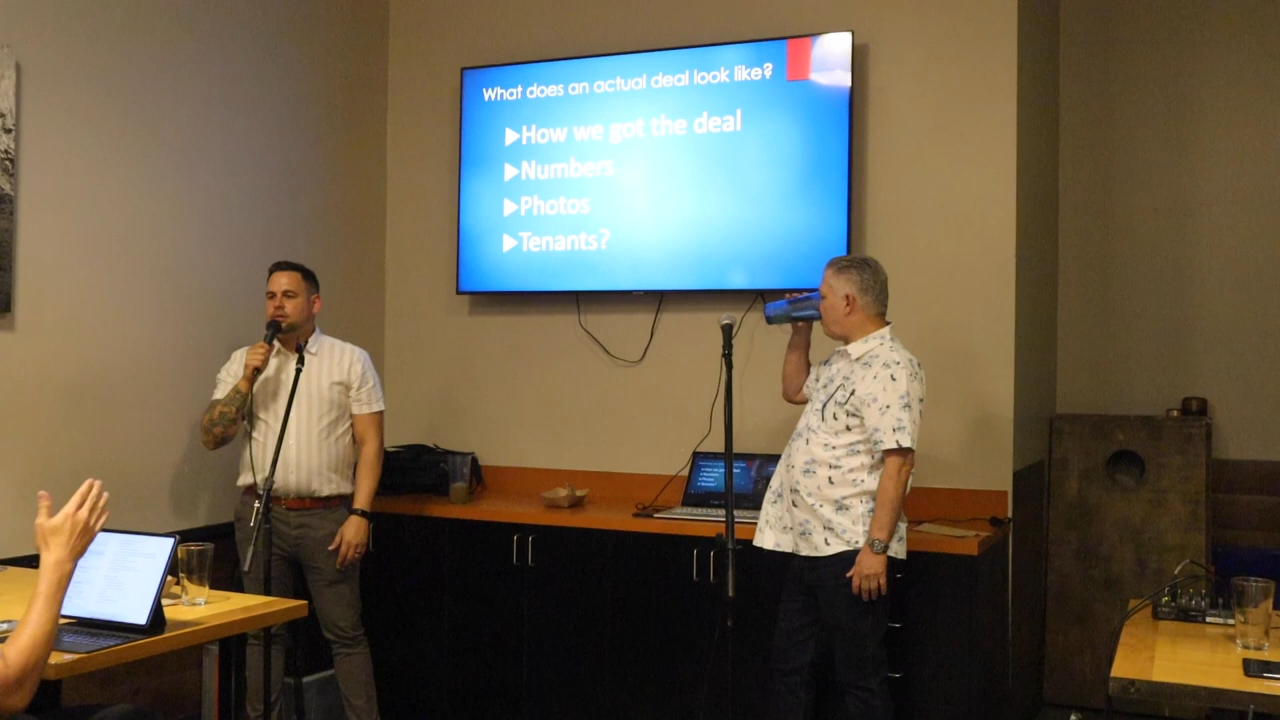 What does an actual deal look like?
▶How we got the deal
▶Numbers
▶Photos
▶Tenants?